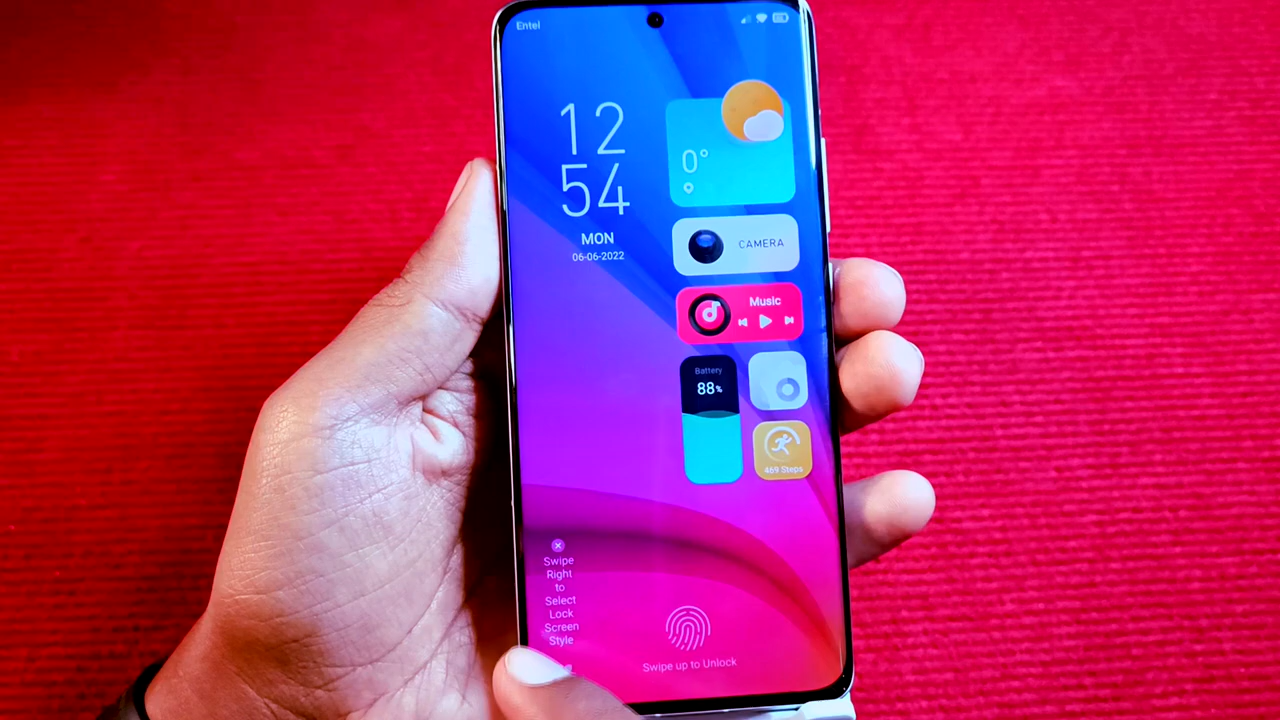 Entel
12
54
MON
06-06-2022
0°
CAMERA
Music
Battery
88%
469 Steps
Swipe
Right
to
Select
Lock
Screen
Style
Swipe up to Unlock